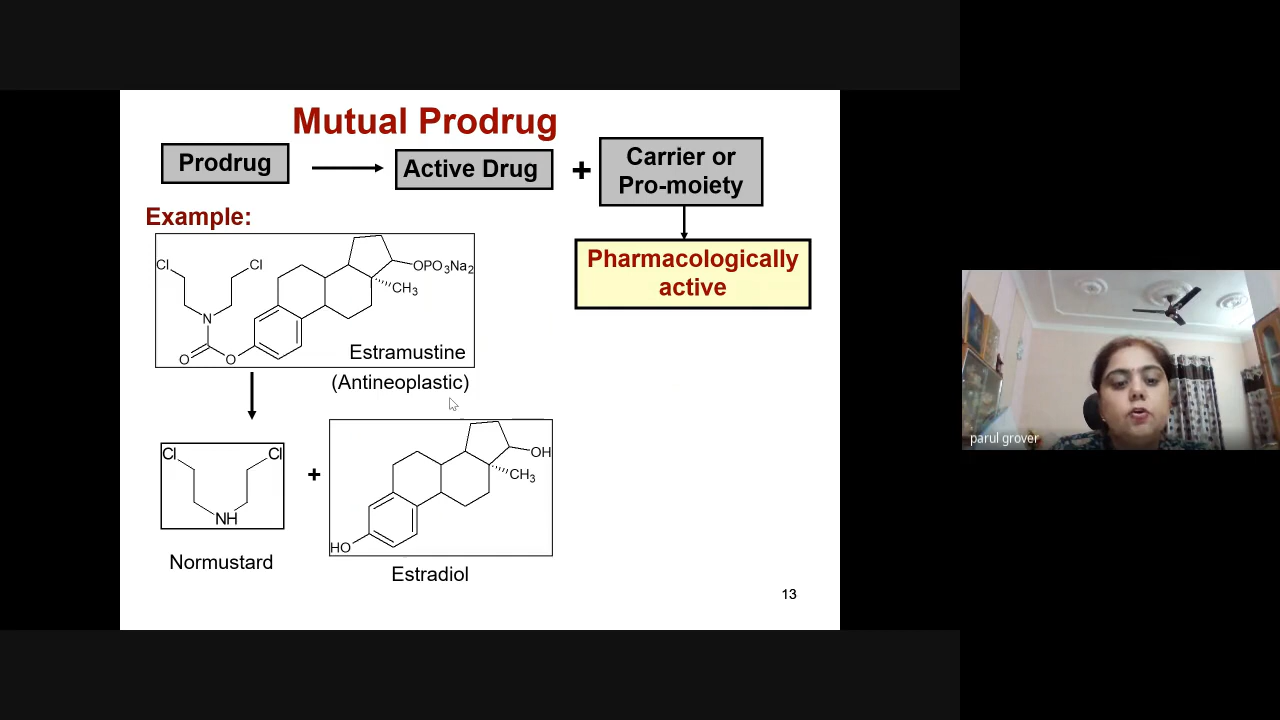 Mutual Prodrug
Prodrug
Active Drug
+
Carrier or
Pro-moiety
Example:
Pharmacologically
active
Cl
Cl
OPO3Na2
CH3
N
O
O
Estramustine
(Antineoplastic)
Cl
Cl
NH
+
OH
CH3
HO
Normustard
Estradiol
13
parul grover